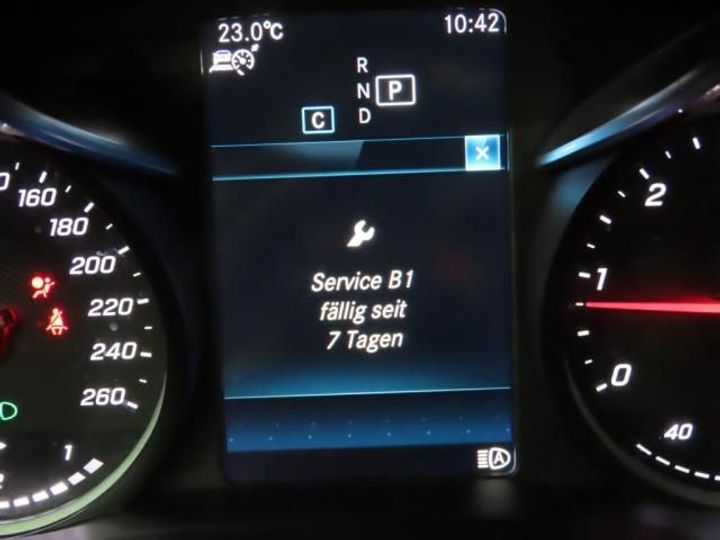 23.0°C
10:42
R
N
P
D
C
×
Service B1
fällig seit
7 Tagen
A
160
180
200
220
240
260
1
2
2
1
0
40